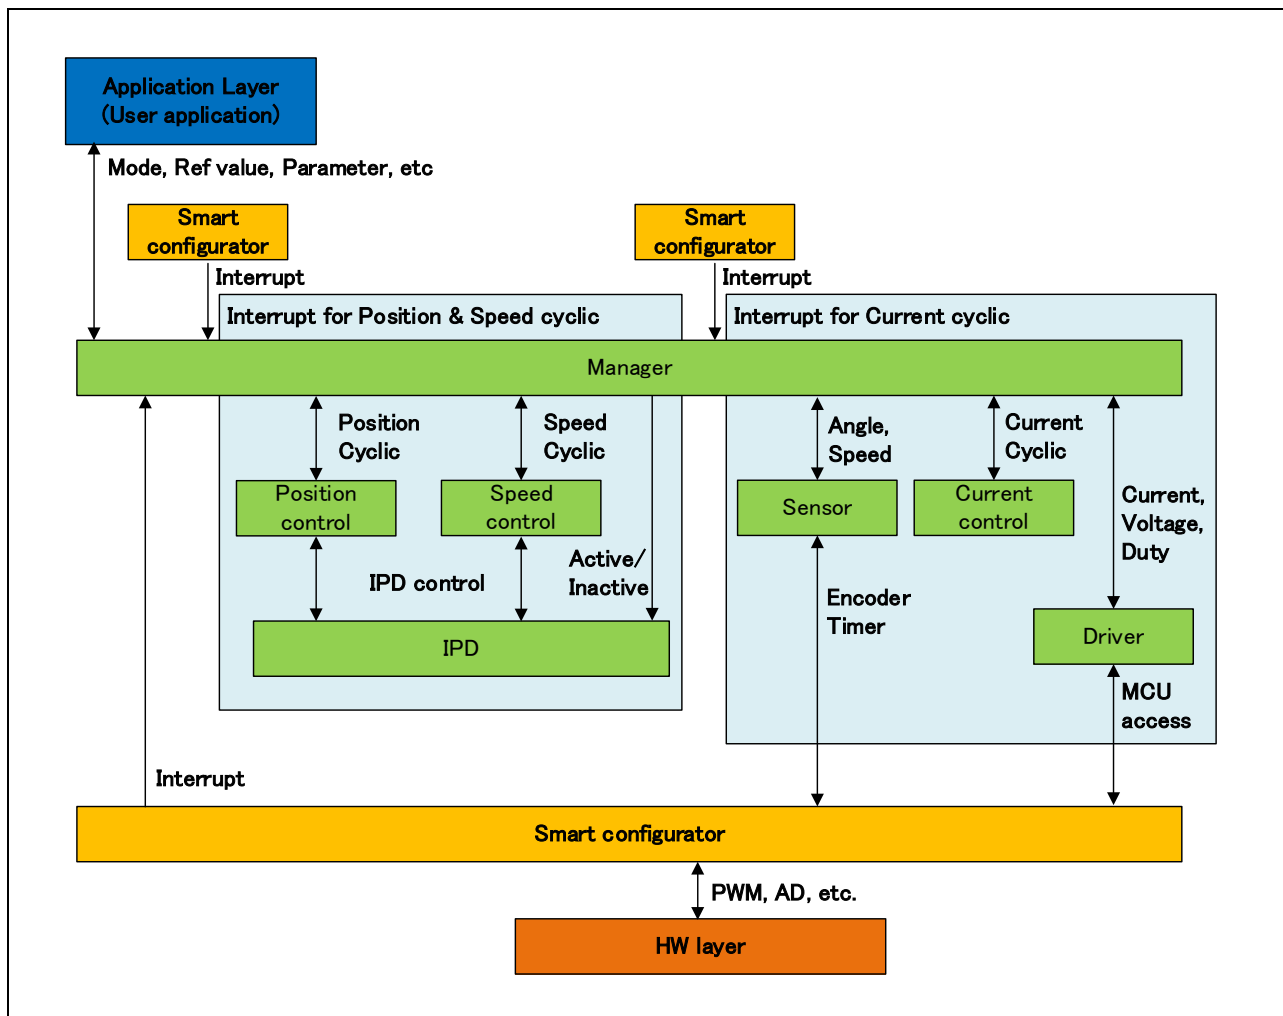 Application Layer
(User application)
Mode, Ref value, Parameter, etc
Smart
configurator
Smart
configurator
Interrupt
Interrupt
Interrupt for Position & Speed cyclic
Interrupt for Current cyclic
Manager
Position
Cyclic
Speed
Cyclic
Angle,
Speed
Current
Cyclic
Position
control
Speed
control
Sensor
Current
control
Current,
Voltage,
Duty
IPD control
Active/
Inactive
Encoder
Timer
IPD
Driver
MCU
access
Interrupt
Smart configurator
PWM, AD, etc.
HW layer